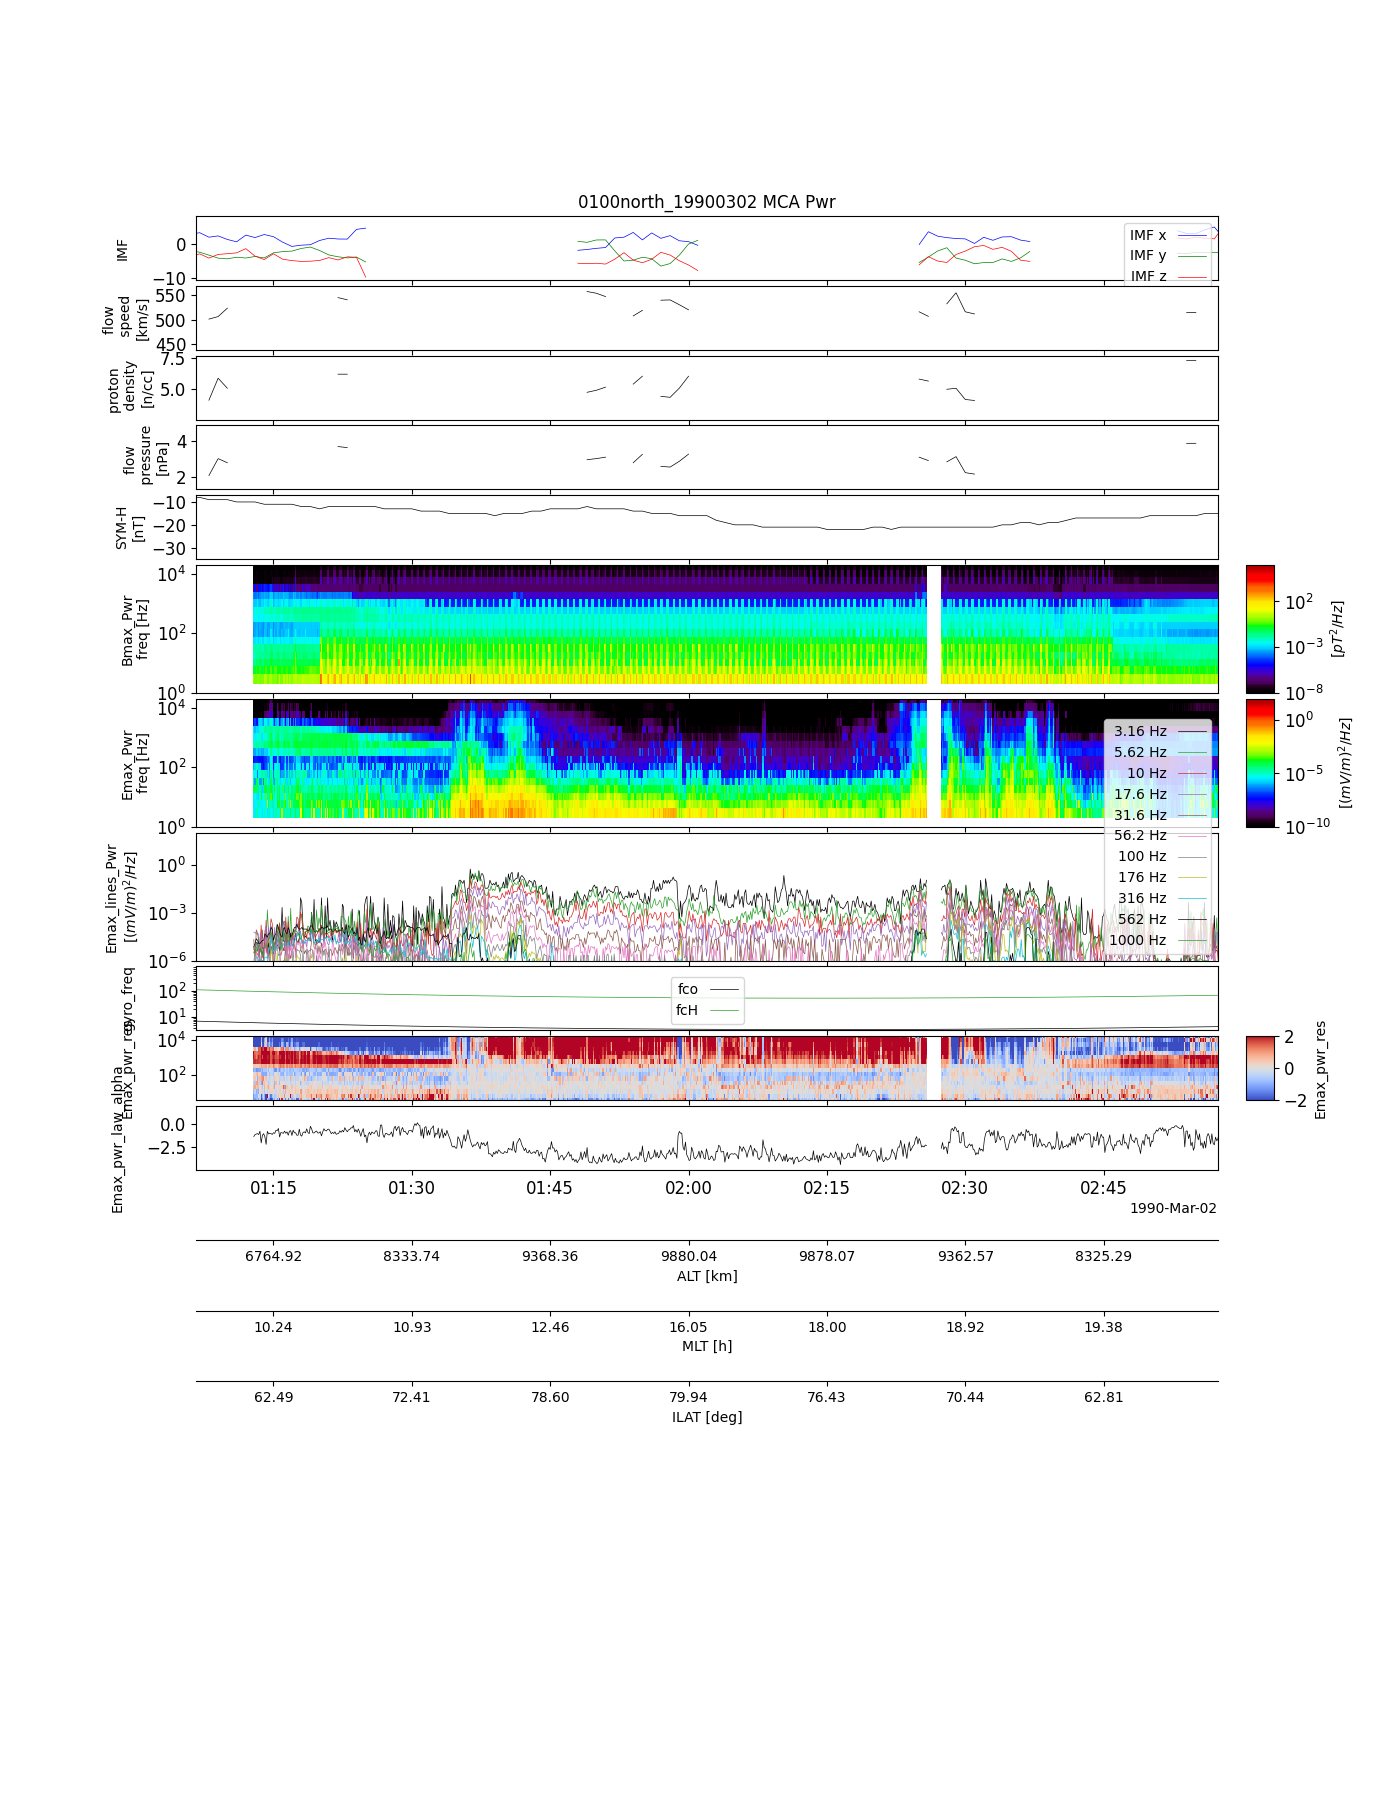 0100north_19900302 MCA Pwr
IMF
0
−10
IMF x
IMF y
IMF z
flow
speed
[km/s]
550
500
450
proton
density
[n/cc]
7.5
5.0
flow
pressure
[nPa]
4
2
SYM-H
[nT]
−10
−20
−30
Bmax_Pwr
freq [Hz]
10^4
10^2
10^0
10^2
10^−3
10^−8
[pT^2/Hz]
Emax_Pwr
freq [Hz]
10^4
10^2
10^0
10^0
10^−5
10^−10
[(mV/m)^2/Hz]
3.16 Hz
5.62 Hz
10 Hz
17.6 Hz
31.6 Hz
56.2 Hz
100 Hz
176 Hz
316 Hz
562 Hz
1000 Hz
Emax_lines_Pwr
[(mV/m)^2/Hz]
10^0
10^−3
10^−6
gyro_freq
10^2
10^1
fco
fcH
Emax_pwr_res
10^4
10^2
2
0
−2
Emax_pwr_res
Emax_pwr_law_alpha
0.0
−2.5
01:15 01:30 01:45 02:00 02:15 02:30 02:45
1990-Mar-02
6764.92 8333.74 9368.36 9880.04 9878.07 9362.57 8325.29
ALT [km]
10.24 10.93 12.46 16.05 18.00 18.92 19.38
MLT [h]
62.49 72.41 78.60 79.94 76.43 70.44 62.81
ILAT [deg]